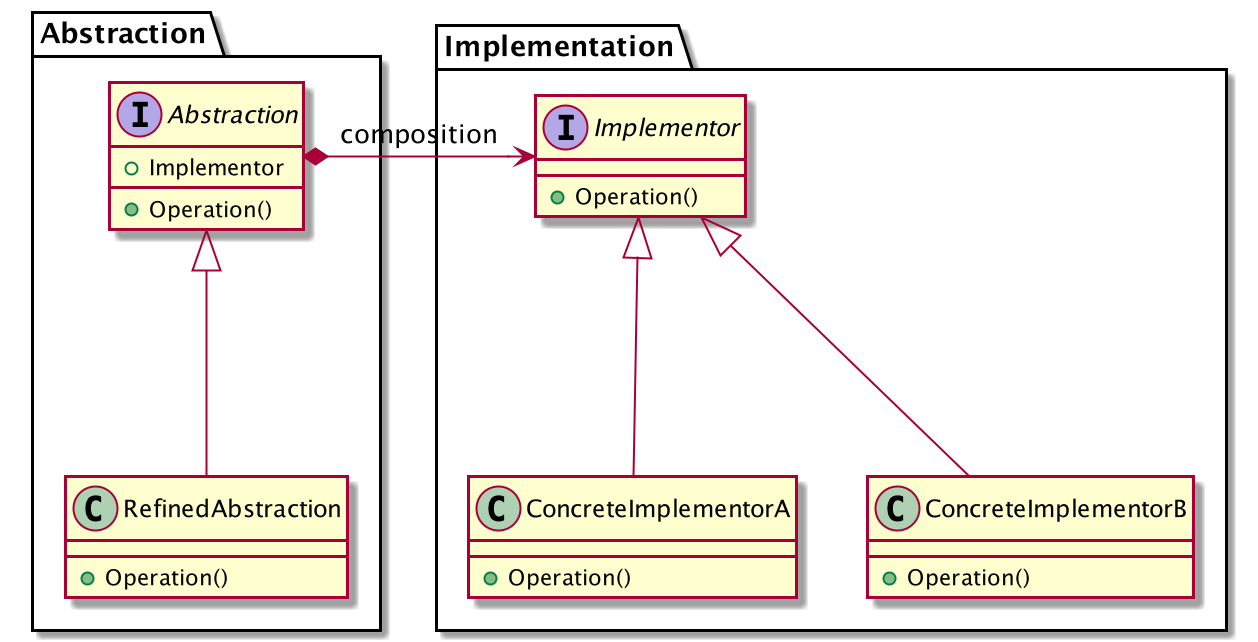 Abstraction
Implementation
I Abstraction
Implementor
Operation()
composition
I Implementor
Operation()
C RefinedAbstraction
Operation()
C ConcreteImplementorA
Operation()
C ConcreteImplementorB
Operation()